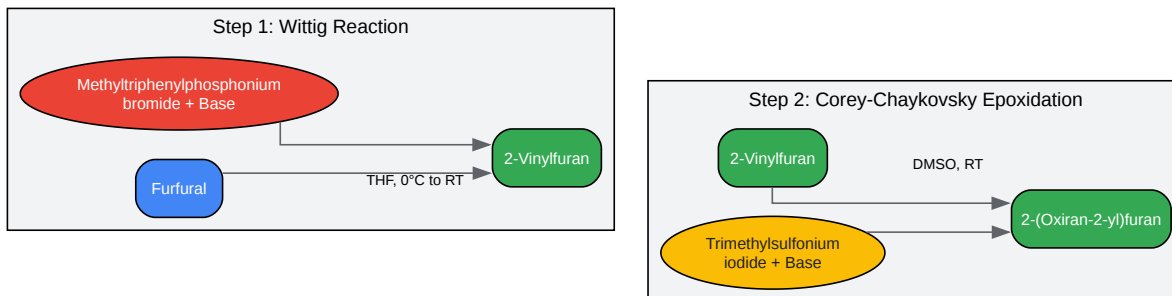 Step 1: Wittig Reaction
Methyltriphenylphosphonium
bromide + Base
2-Vinylfuran
Furfural
THF, 0°C to RT
Step 2: Corey-Chaykovsky Epoxidation
2-Vinylfuran
DMSO, RT
2-(Oxiran-2-yl)furan
Trimethylsulfonium
iodide + Base